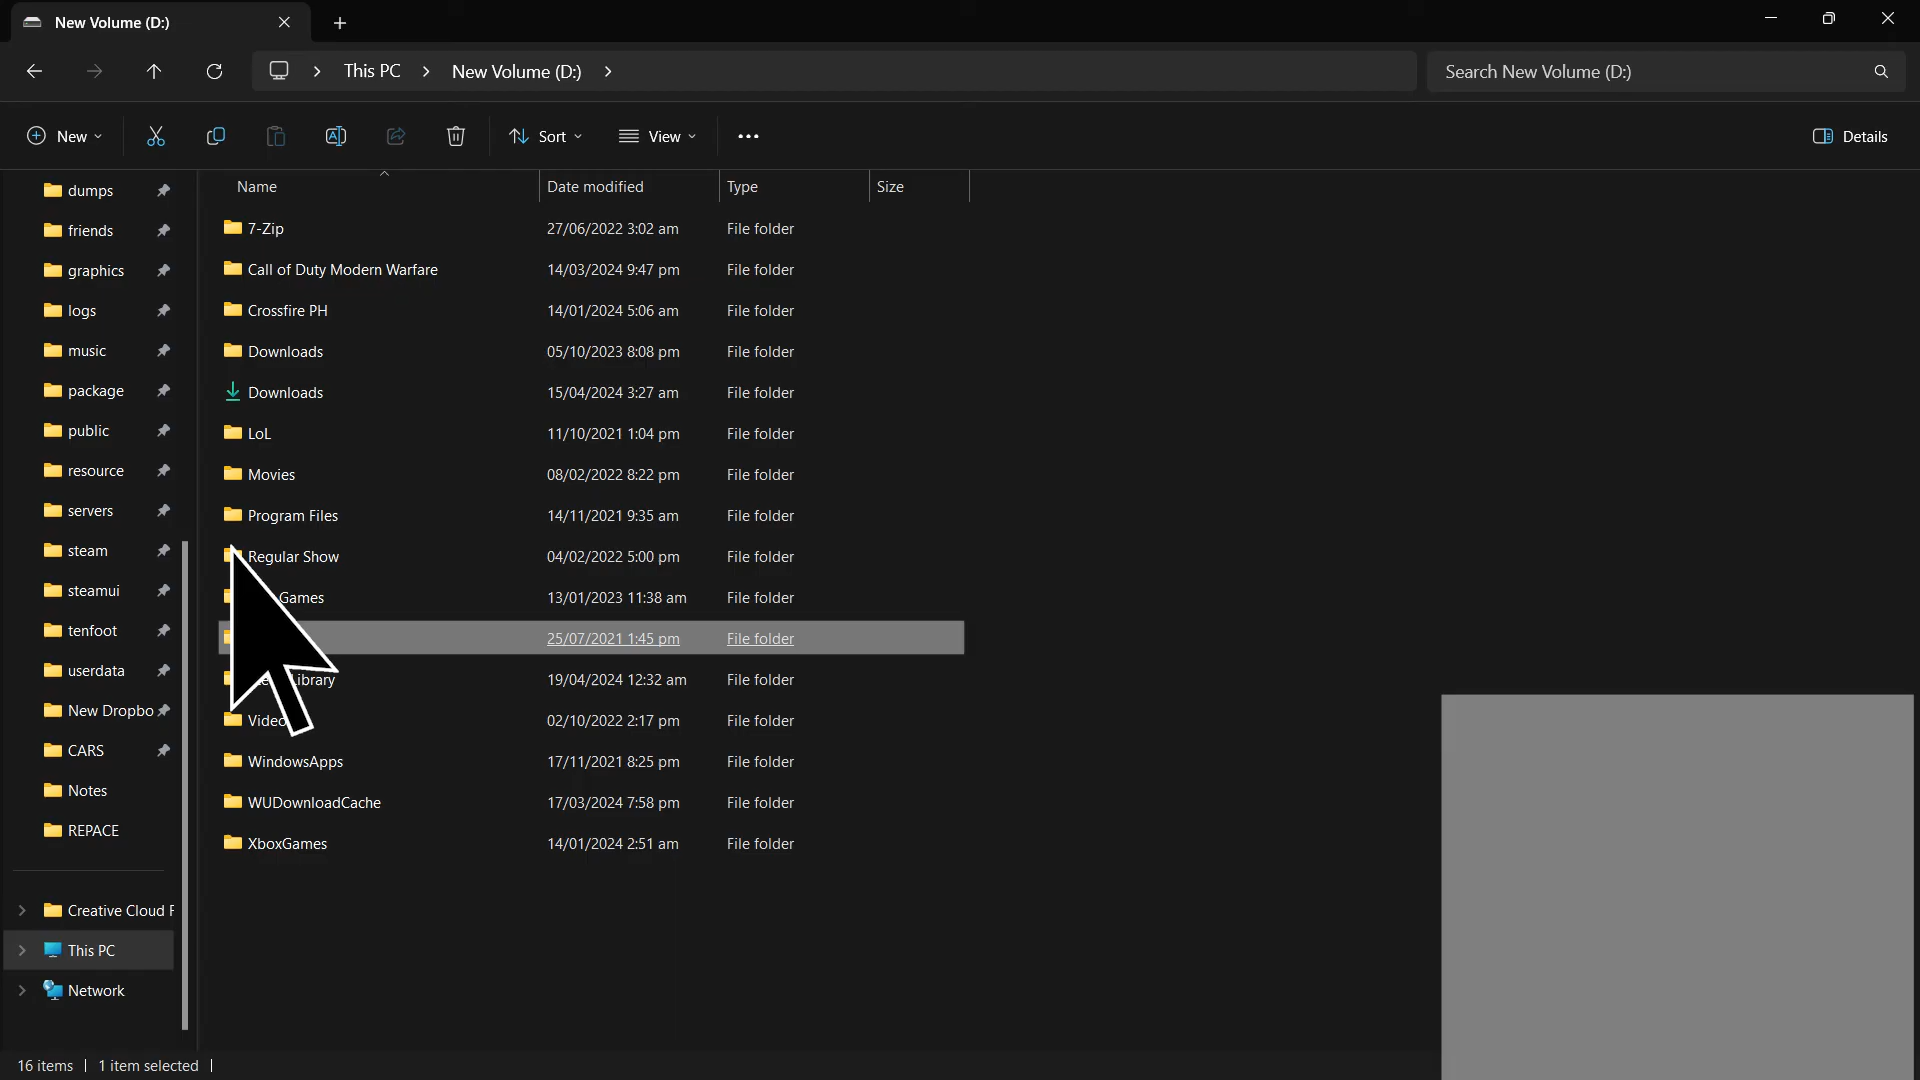 New Volume (D:)
This PC > New Volume (D:) >
Search New Volume (D:)
New
Sort
View
Details
dumps
friends
graphics
logs
music
package
public
resource
servers
steam
steamui
tenfoot
userdata
New Dropbo
CARS
Notes
REPACE
Creative Cloud F
This PC
Network
Name Date modified Type Size
7-Zip 27/06/2022 3:02 am File folder
Call of Duty Modern Warfare 14/03/2024 9:47 pm File folder
Crossfire PH 14/01/2024 5:06 am File folder
Downloads 05/10/2023 8:08 pm File folder
Downloads 15/04/2024 3:27 am File folder
LoL 11/10/2021 1:04 pm File folder
Movies 08/02/2022 8:22 pm File folder
Program Files 14/11/2021 9:35 am File folder
Regular Show 04/02/2022 5:00 pm File folder
Games 13/01/2023 11:38 am File folder
25/07/2021 1:45 pm File folder
19/04/2024 12:32 am File folder
02/10/2022 2:17 pm File folder
WindowsApps 17/11/2021 8:25 pm File folder
WUDownloadCache 17/03/2024 7:58 pm File folder
XboxGames 14/01/2024 2:51 am File folder
16 items | 1 item selected |